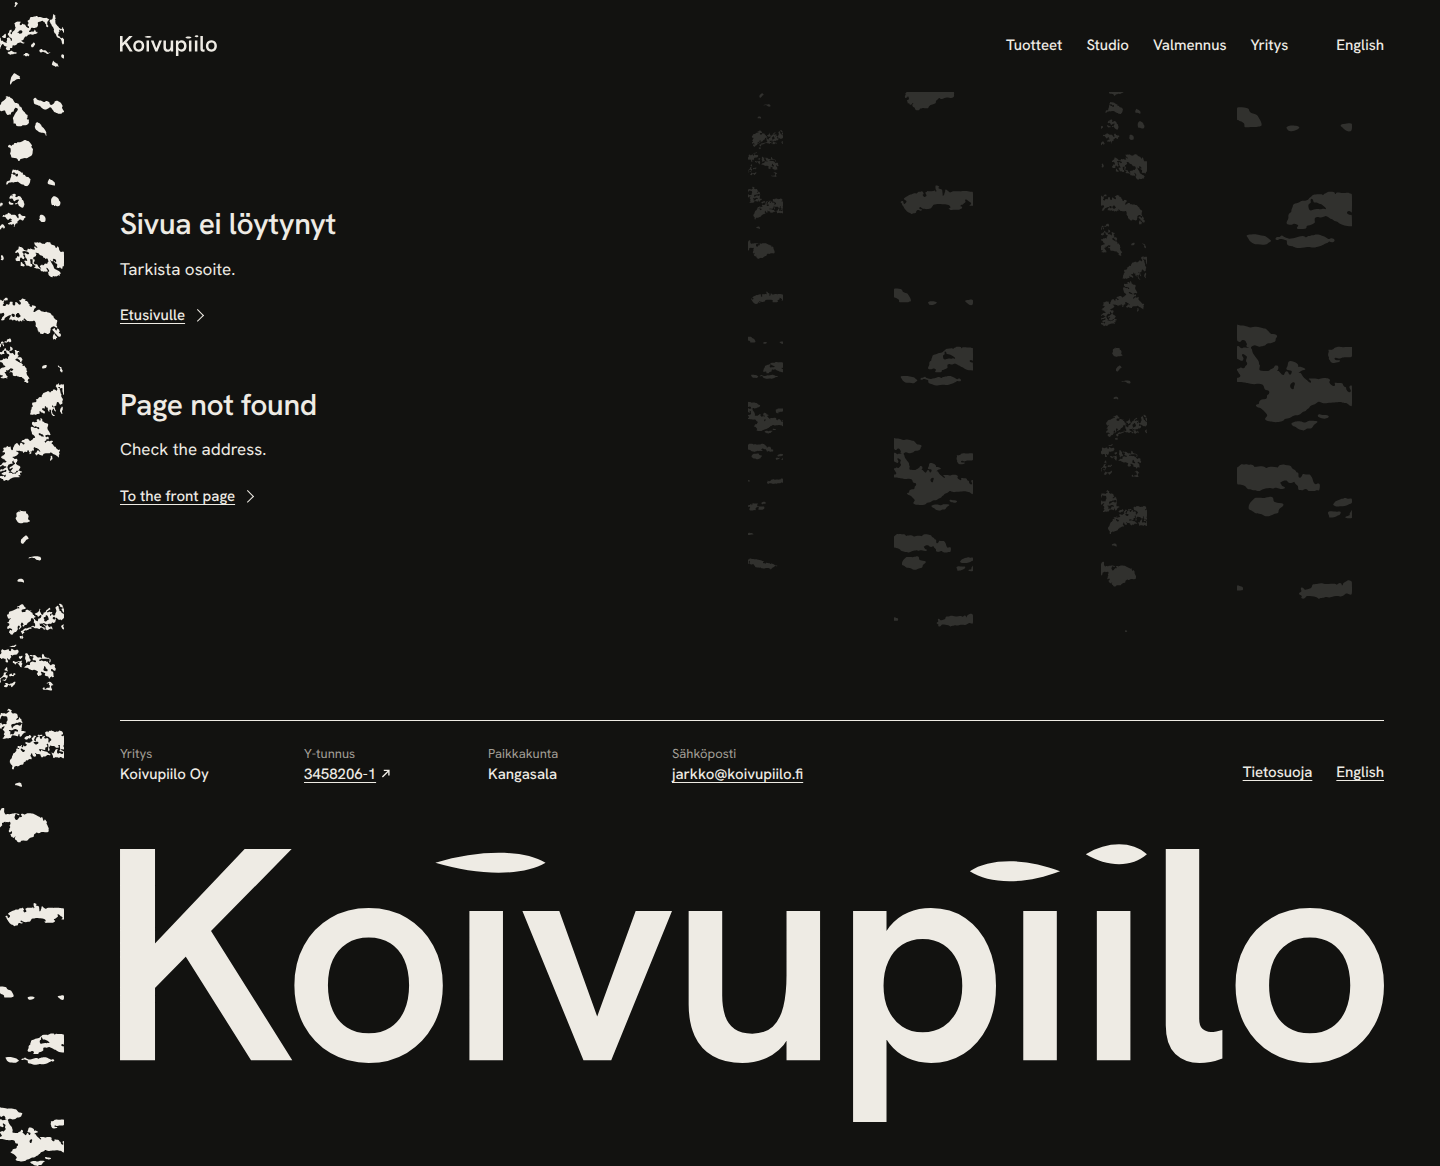 Koivupiilo
Tuotteet Studio Valmennus Yritys English
Sivua ei löytynyt
Tarkista osoite.
Etusivulle
Page not found
Check the address.
To the front page
Yritys
Koivupiilo Oy
Y-tunnus
3458206-1
Paikkakunta
Kangasala
Sähköposti
jarkko@koivupiilo.fi
Tietosuoja English
Koivupiilo